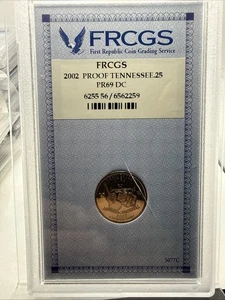 FRCGS
First Republic Coin Grading Service
FRCGS
2002 PROOF TENNESSEE.25
PR69 DC
6255 56 / 6562259